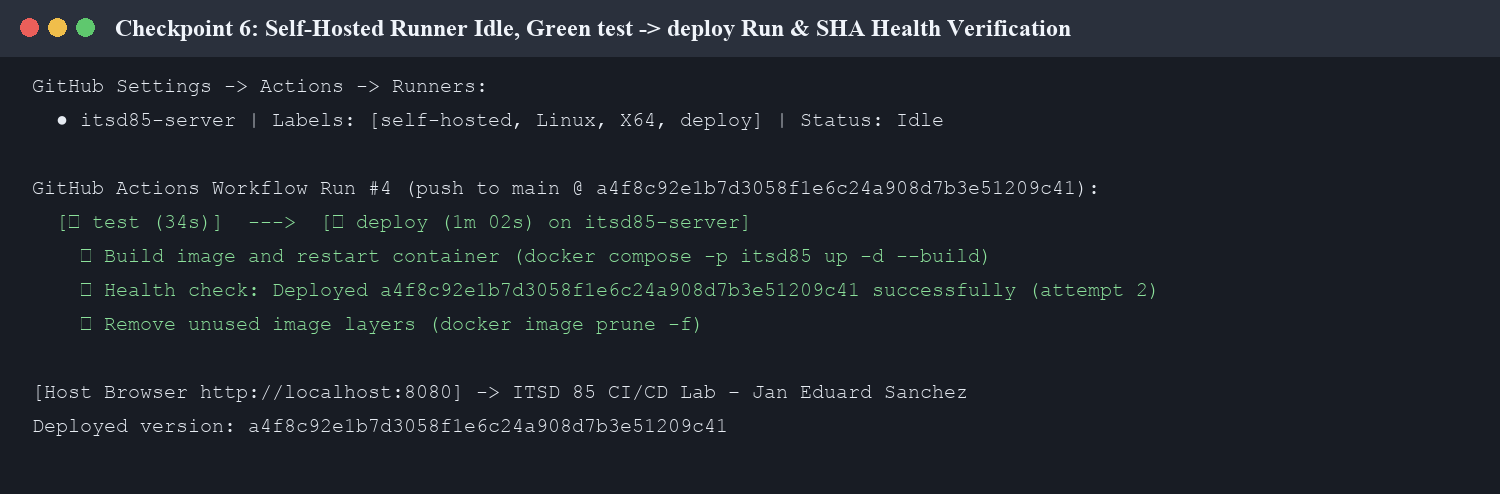 Checkpoint 6: Self-Hosted Runner Idle, Green test -> deploy Run & SHA Health Verification
GitHub Settings -> Actions -> Runners:
● itsd85-server | Labels: [self-hosted, Linux, X64, deploy] | Status: Idle
GitHub Actions Workflow Run #4 (push to main @ a4f8c92e1b7d3058f1e6c24a908d7b3e51209c41):
[▯ test (34s)] ---> [▯ deploy (1m 02s) on itsd85-server]
▯ Build image and restart container (docker compose -p itsd85 up -d --build)
▯ Health check: Deployed a4f8c92e1b7d3058f1e6c24a908d7b3e51209c41 successfully (attempt 2)
▯ Remove unused image layers (docker image prune -f)
[Host Browser http://localhost:8080] -> ITSD 85 CI/CD Lab – Jan Eduard Sanchez
Deployed version: a4f8c92e1b7d3058f1e6c24a908d7b3e51209c41